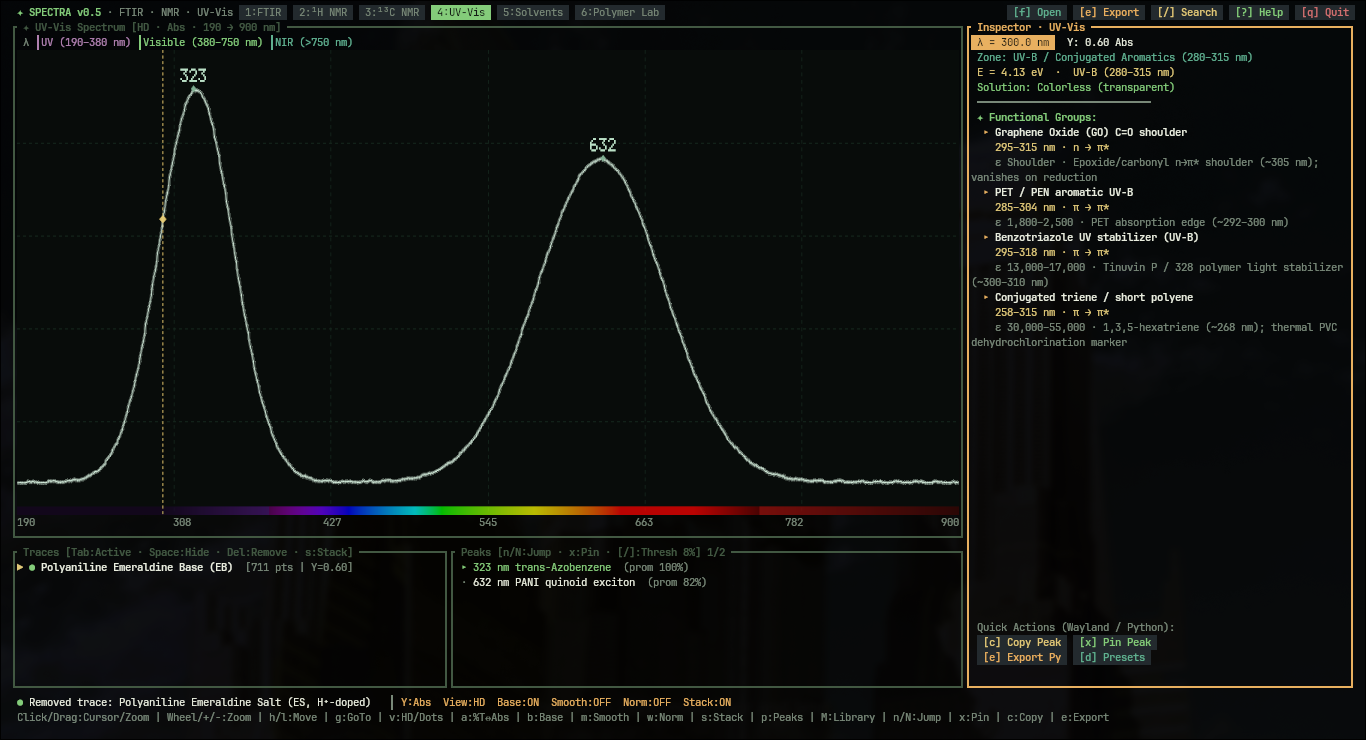 ✦ SPECTRA v0.5 · FTIR · NMR · UV-Vis 1:FTIR 2:¹H NMR 3:¹³C NMR 4:UV-Vis 5:Solvents 6:Polymer Lab [f] Open [e] Export [/] Search [?] Help [q] Quit
✦ UV-Vis Spectrum [HD · Abs · 190 → 900 nm]
λ UV (190–380 nm) Visible (380–750 nm) NIR (>750 nm)
323
632
190 308 427 545 663 782 900
Inspector · UV-Vis
λ = 300.0 nm Y: 0.60 Abs
Zone: UV-B / Conjugated Aromatics (280–315 nm)
E = 4.13 eV · UV-B (280–315 nm)
Solution: Colorless (transparent)
✦ Functional Groups:
▸ Graphene Oxide (GO) C=O shoulder
295–315 nm · n → π*
ε Shoulder · Epoxide/carbonyl n→π* shoulder (~305 nm);
vanishes on reduction
▸ PET / PEN aromatic UV-B
285–304 nm · π → π*
ε 1,800–2,500 · PET absorption edge (~292–300 nm)
▸ Benzotriazole UV stabilizer (UV-B)
295–318 nm · π → π*
ε 13,000–17,000 · Tinuvin P / 328 polymer light stabilizer
(~300–310 nm)
▸ Conjugated triene / short polyene
258–315 nm · π → π*
ε 30,000–55,000 · 1,3,5-hexatriene (~268 nm); thermal PVC
dehydrochlorination marker
Quick Actions (Wayland / Python):
[c] Copy Peak [x] Pin Peak
[e] Export Py [d] Presets
Traces [Tab:Active · Space:Hide · Del:Remove · s:Stack]
▶ ● Polyaniline Emeraldine Base (EB) [711 pts | Y=0.60]
Peaks [n/N:Jump · x:Pin · [/]:Thresh 8%] 1/2
▸ 323 nm trans-Azobenzene (prom 100%)
· 632 nm PANI quinoid exciton (prom 82%)
● Removed trace: Polyaniline Emeraldine Salt (ES, H⁺-doped) │ Y:Abs View:HD Base:ON Smooth:OFF Norm:OFF Stack:ON
Click/Drag:Cursor/Zoom | Wheel/+/-:Zoom | h/l:Move | g:GoTo | v:HD/Dots | a:%T↔Abs | b:Base | m:Smooth | w:Norm | s:Stack | p:Peaks | M:Library | n/N:Jump | x:Pin | c:Copy | e:Export